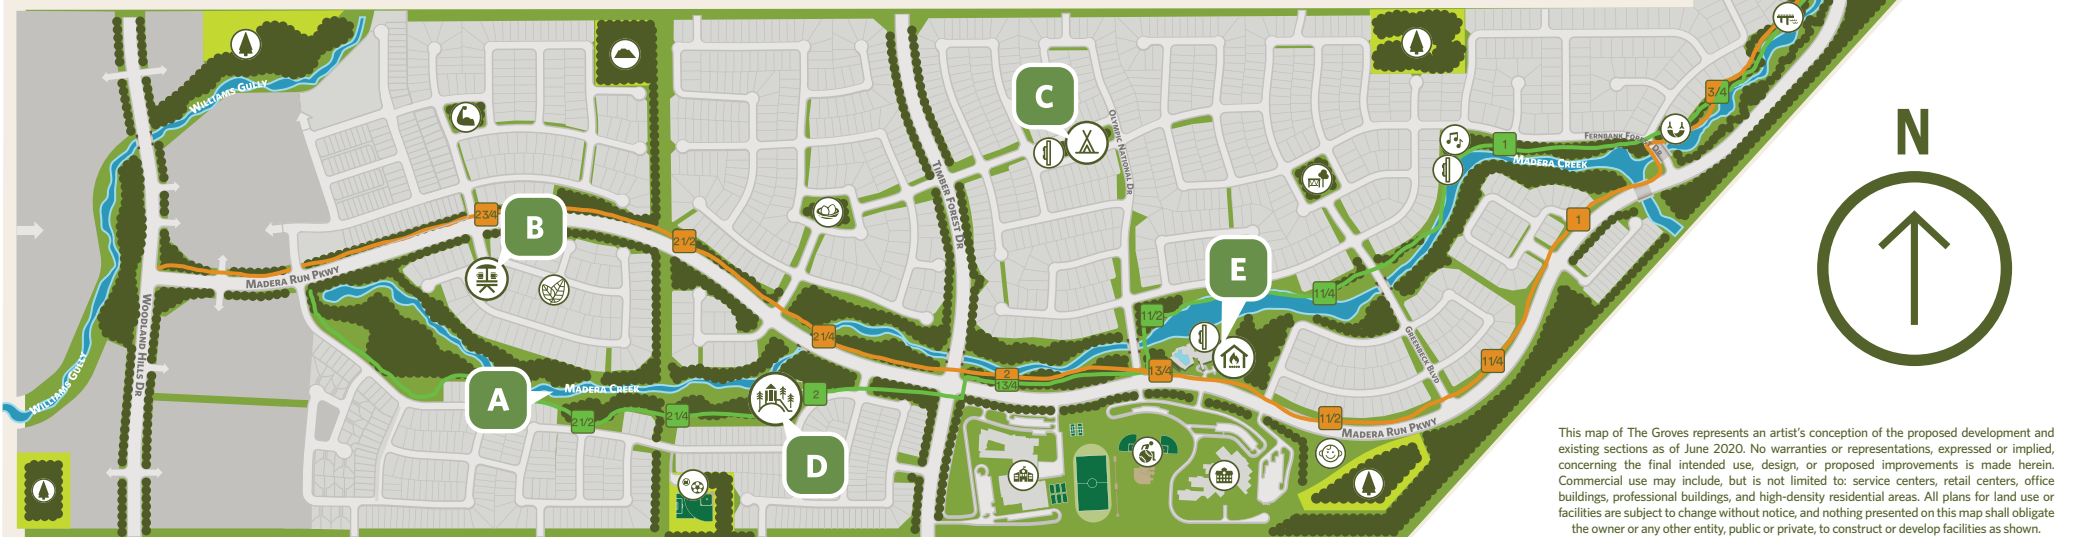 WILLIAMS GULLY
C
OLYMPIC NATIONAL DR
3/4
1
FERNBANK FOREST DR
MADERA CREEK
N
TIMBER FOREST DR
2 3/4
B
2 1/2
1
E
MADERA RUN PKWY
1 1/4
1 1/2
WOODLAND HILLS DR
2 1/4
GREENBECK BLVD
1 1/4
WILLIAMS GULLY
A
MADERA CREEK
2
1 3/4
1 3/4
2
2 1/2
2 1/4
1 1/2
MADERA RUN PKWY
D
This map of The Groves represents an artist's conception of the proposed development and
existing sections as of June 2020. No warranties or representations, expressed or implied,
concerning the final intended use, design, or proposed improvements is made herein.
Commercial use may include, but is not limited to: service centers, retail centers, office
buildings, professional buildings, and high-density residential areas. All plans for land use or
facilities are subject to change without notice, and nothing presented on this map shall obligate
the owner or any other entity, public or private, to construct or develop facilities as shown.